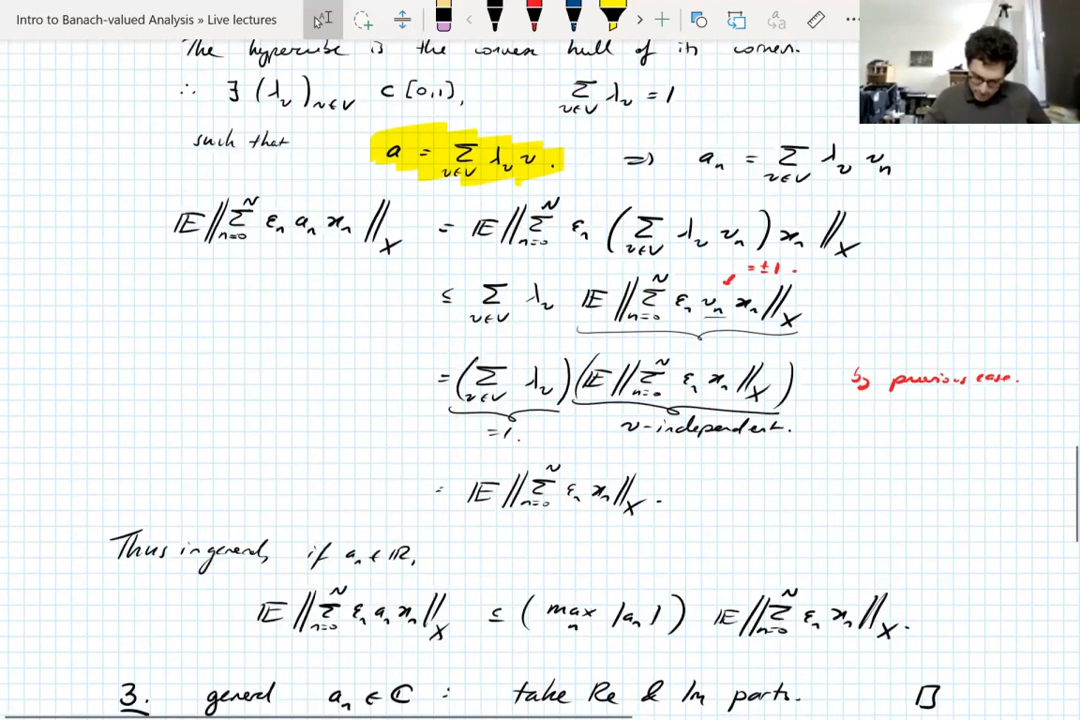 Intro to Banach-valued Analysis » Live lectures
The hypercube is the convex hull of its corners.
∴ ∃ (λ_v)_{v∈V} ⊂ [0,1], Σ_{v∈V} λ_v = 1
such that a = Σ_{v∈V} λ_v v. ⇒ a_n = Σ_{v∈V} λ_v v_n
𝔼‖Σ_{n=0}^N ε_n a_n x_n‖_X = 𝔼‖Σ_{n=0}^N ε_n (Σ_{v∈V} λ_v v_n) x_n‖_X
= ±1.
≤ Σ_{v∈V} λ_v 𝔼‖Σ_{n=0}^N ε_n v_n x_n‖_X
= (Σ_{v∈V} λ_v)(𝔼‖Σ_{n=0}^N ε_n x_n‖_X) by previous case.
=1. v-independent.
= 𝔼‖Σ_{n=0}^N ε_n x_n‖_X.
Thus in general, if a_n ∈ ℝ,
𝔼‖Σ_{n=0}^N ε_n a_n x_n‖_X ≤ (max_n |a_n|) 𝔼‖Σ_{n=0}^N ε_n x_n‖_X.
3. general a_n ∈ ℂ : take Re & Im parts. □